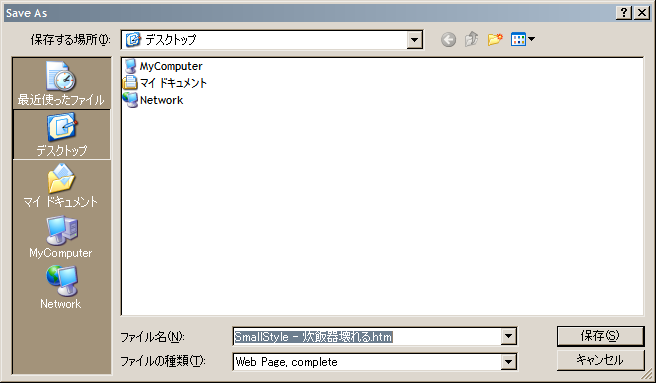 Save As
保存する場所(I):
デスクトップ
最近使ったファイル
デスクトップ
マイ ドキュメント
MyComputer
Network
MyComputer
マイ ドキュメント
Network
ファイル名(N):
SmallStyle - 炊飯器壊れる.htm
保存(S)
ファイルの種類(T):
Web Page, complete
キャンセル